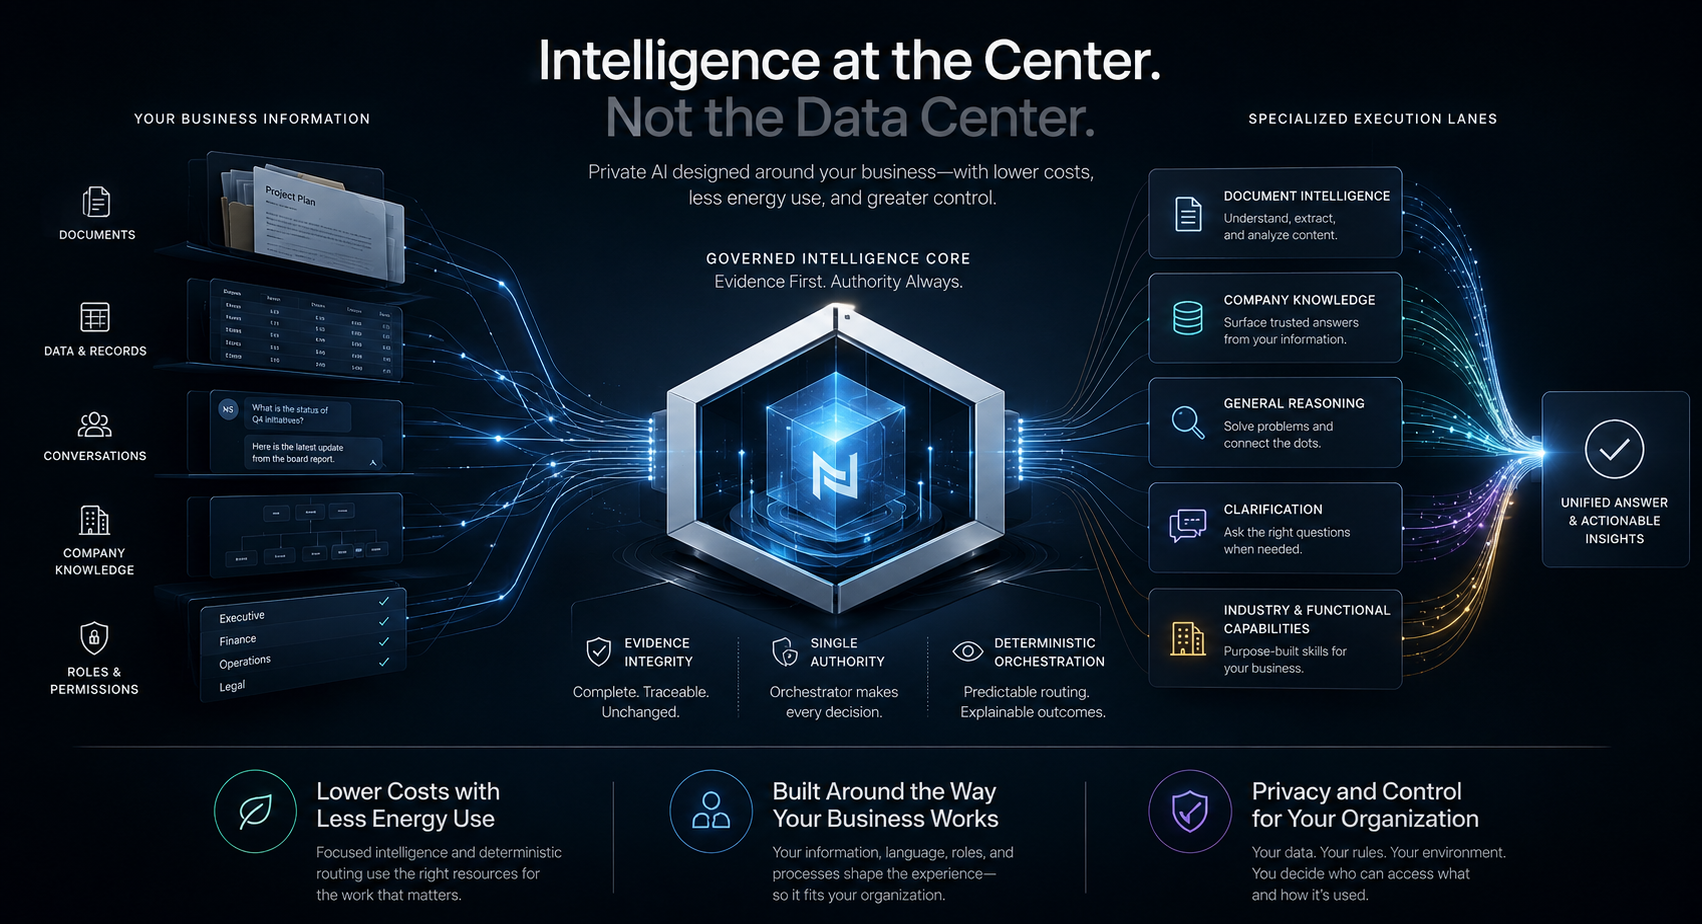 Intelligence at the Center.
Not the Data Center.
Private AI designed around your business—with lower costs,
less energy use, and greater control.
YOUR BUSINESS INFORMATION
DOCUMENTS
Project Plan
DATA & RECORDS
CONVERSATIONS
NS
What is the status of
Q4 initiatives?
Here is the latest update
from the board report.
COMPANY
KNOWLEDGE
ROLES &
PERMISSIONS
Executive
Finance
Operations
Legal
GOVERNED INTELLIGENCE CORE
Evidence First. Authority Always.
N
EVIDENCE
INTEGRITY
Complete. Traceable.
Unchanged.
SINGLE
AUTHORITY
Orchestrator makes
every decision.
DETERMINISTIC
ORCHESTRATION
Predictable routing.
Explainable outcomes.
SPECIALIZED EXECUTION LANES
DOCUMENT INTELLIGENCE
Understand, extract,
and analyze content.
COMPANY KNOWLEDGE
Surface trusted answers
from your information.
GENERAL REASONING
Solve problems and
connect the dots.
CLARIFICATION
Ask the right questions
when needed.
INDUSTRY & FUNCTIONAL
CAPABILITIES
Purpose-built skills for
your business.
UNIFIED ANSWER
& ACTIONABLE
INSIGHTS
Lower Costs with
Less Energy Use
Focused intelligence and deterministic
routing use the right resources for
the work that matters.
Built Around the Way
Your Business Works
Your information, language, roles, and
processes shape the experience—
so it fits your organization.
Privacy and Control
for Your Organization
Your data. Your rules. Your environment.
You decide who can access what
and how it's used.